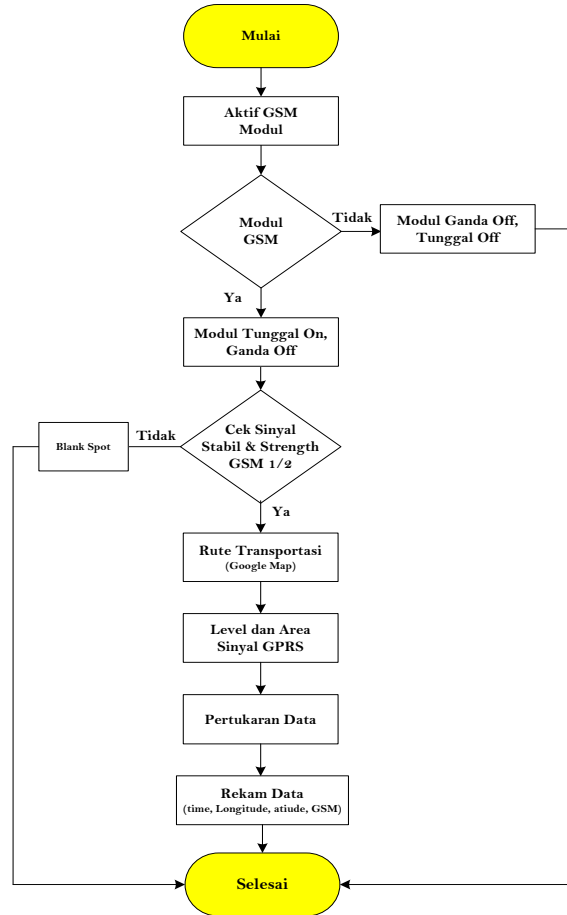 Mulai
Aktif GSM
Modul
Modul
GSM
Tidak
Modul Ganda Off,
Tunggal Off
Ya
Modul Tunggal On,
Ganda Off
Cek Sinyal
Stabil & Strength
GSM 1/2
Tidak
Blank Spot
Ya
Rute Transportasi
(Google Map)
Level dan Area
Sinyal GPRS
Pertukaran Data
Rekam Data
(time, Longitude, atiude, GSM)
Selesai